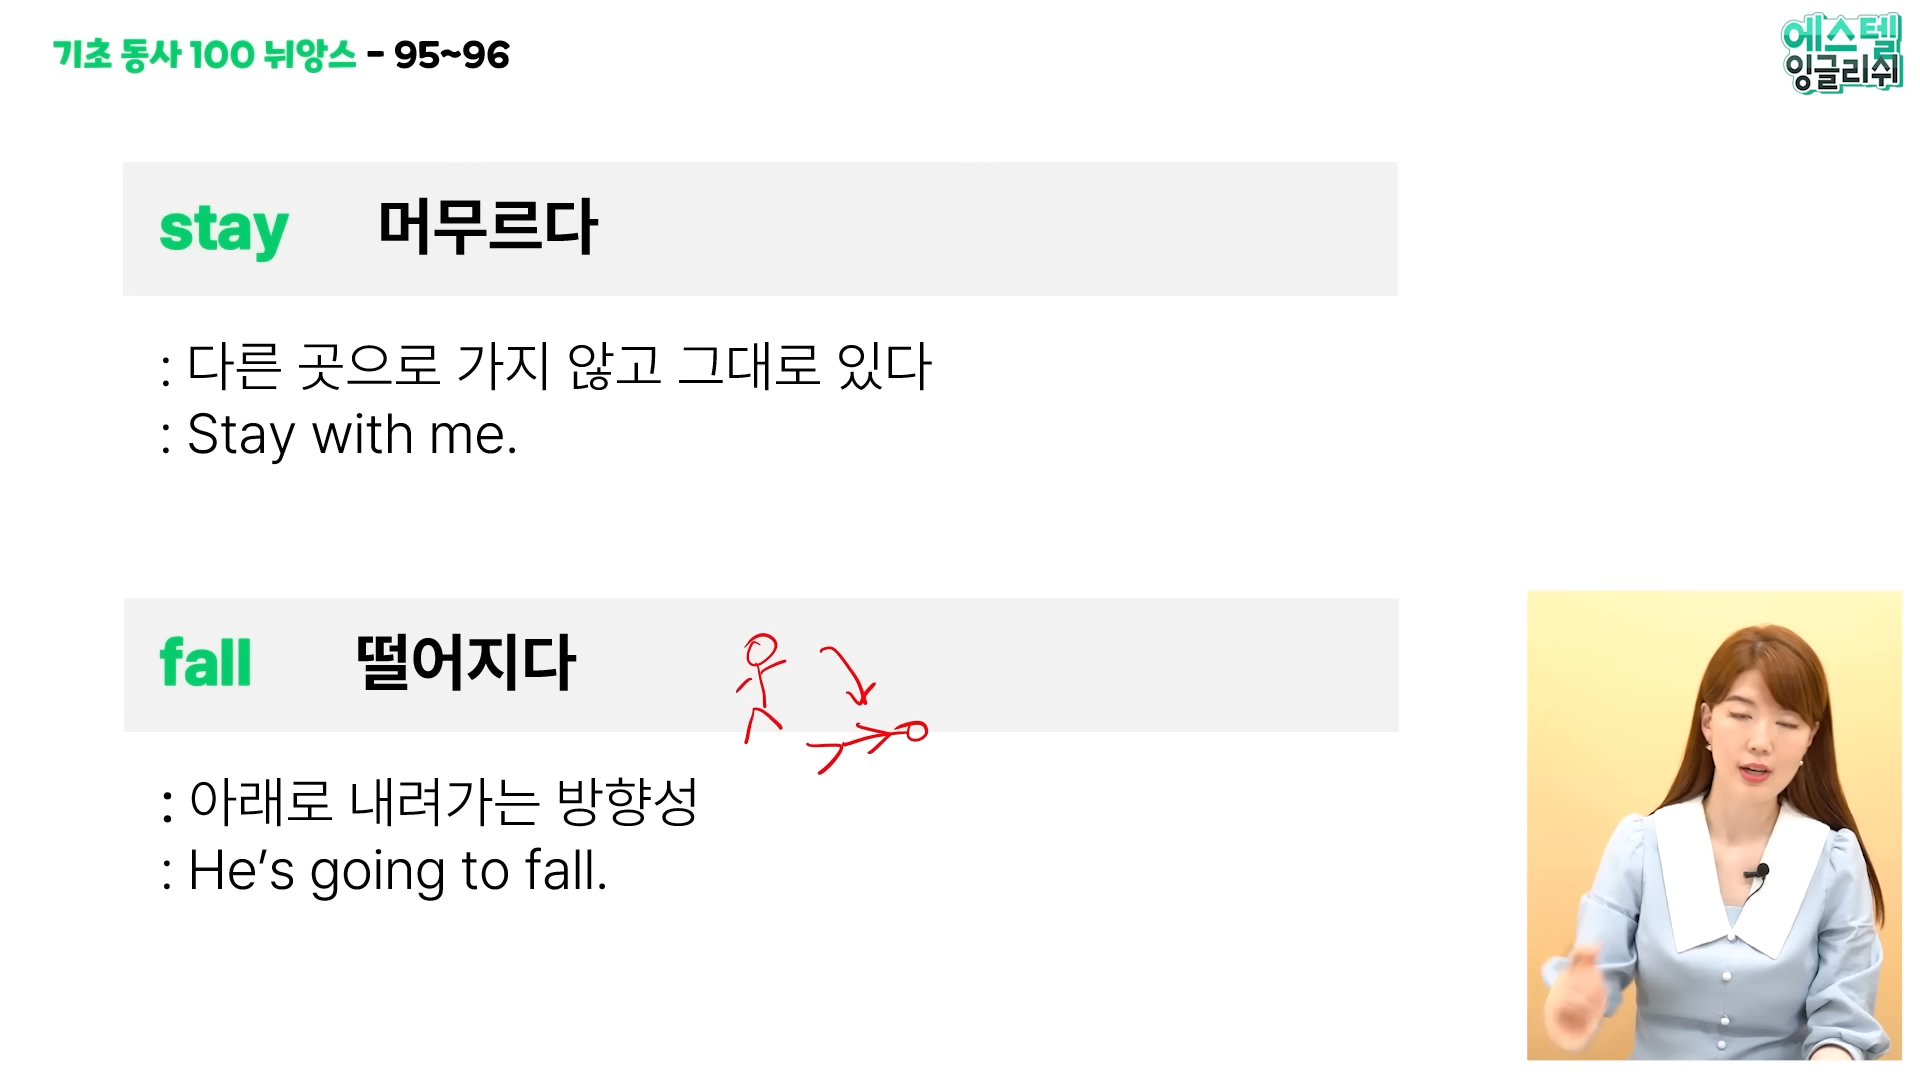 기초 동사 100 뉘앙스 - 95~96
에스텔
잉글리쉬
stay 머무르다
: 다른 곳으로 가지 않고 그대로 있다
: Stay with me.
fall 떨어지다
: 아래로 내려가는 방향성
: He’s going to fall.